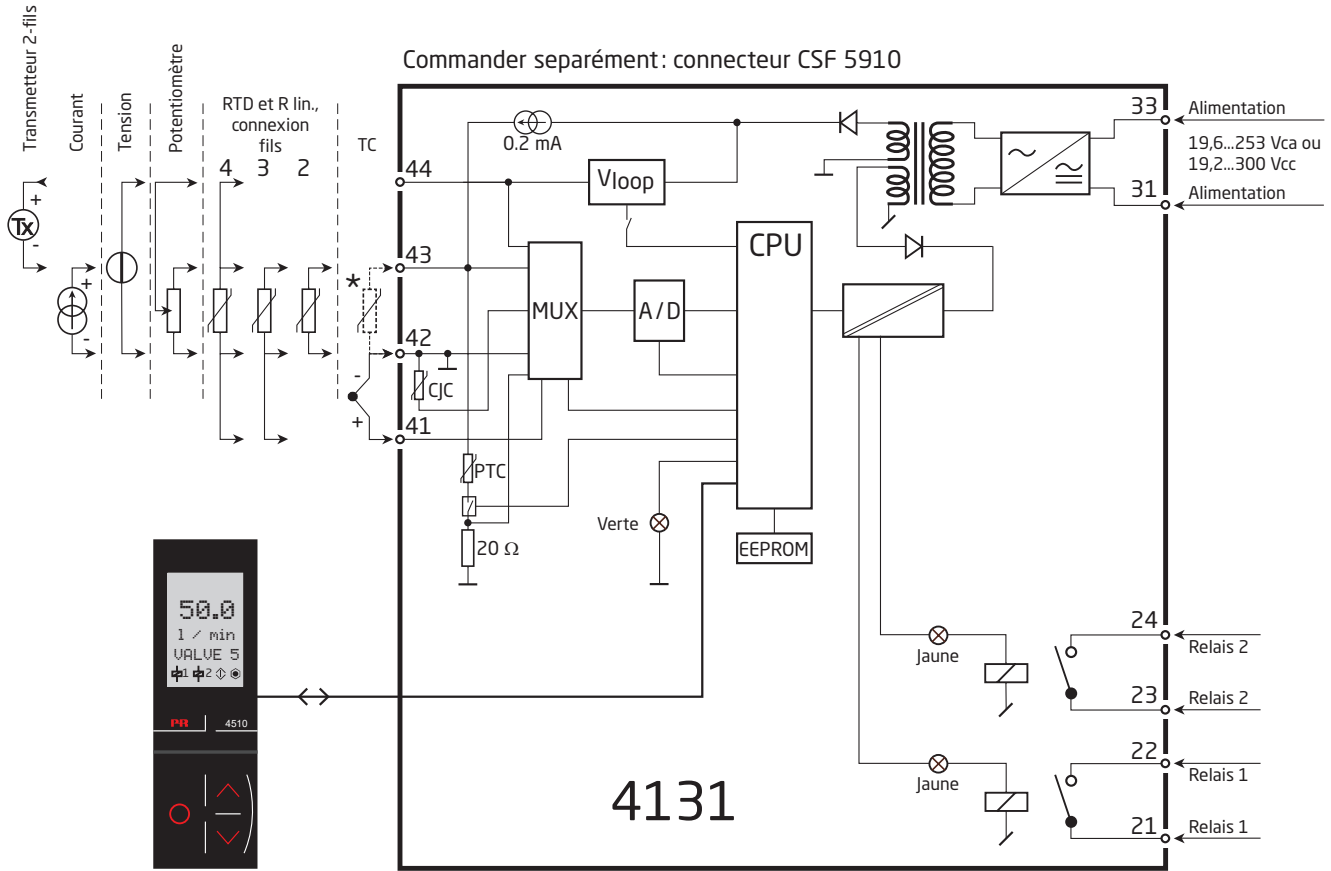 Commander separément: connecteur CSF 5910
Transmetteur 2-fils
Courant
Tension
Potentiomètre
RTD et R lin.,
connexion
fils
4 3 2
TC
+
Tx
-
+
-
*
-
+
44
43
42
41
0.2 mA
Vloop
MUX
A/D
CPU
CJC
PTC
20 Ω
Verte
EEPROM
33
Alimentation
19,6...253 Vca ou
19,2...300 Vcc
31
Alimentation
24
Relais 2
Jaune
23
Relais 2
22
Relais 1
Jaune
21
Relais 1
4131
50.0
l / min
VALVE 5
1 2
PR
4510